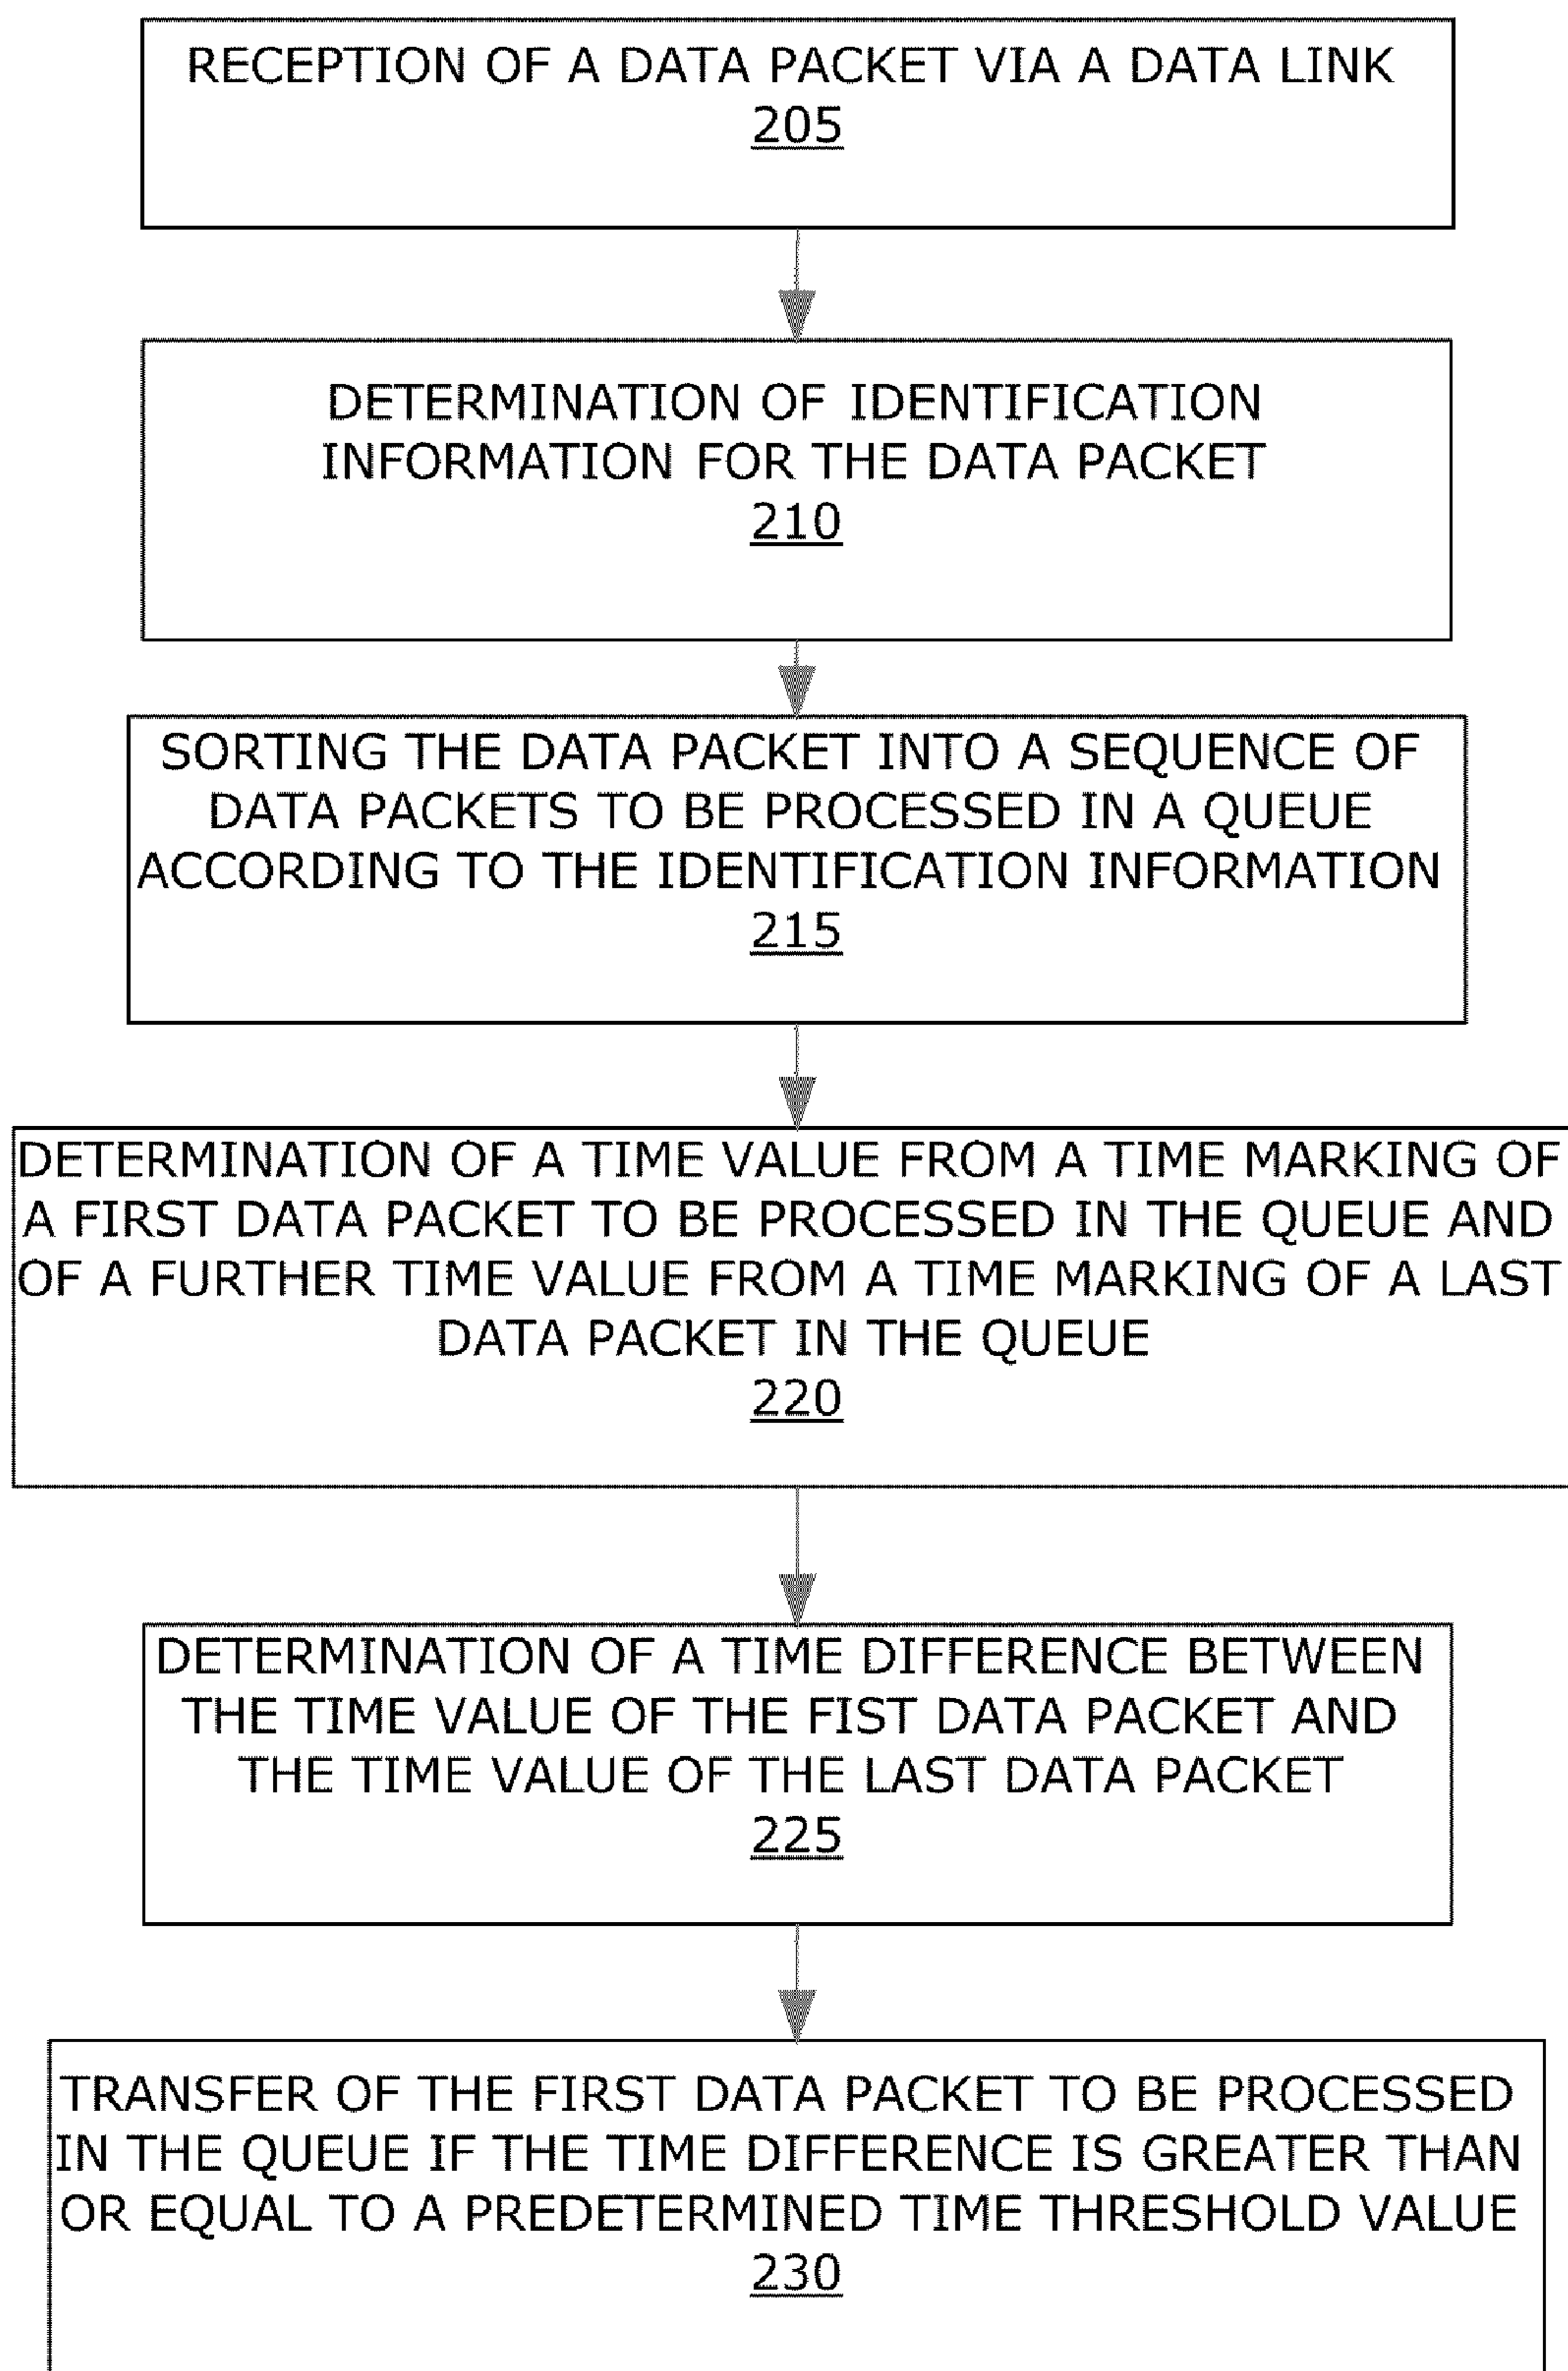 RECEPTION OF A DATA PACKET VIA A DATA LINK
205
DETERMINATION OF IDENTIFICATION
INFORMATION FOR THE DATA PACKET
210
SORTING THE DATA PACKET INTO A SEQUENCE OF
DATA PACKETS TO BE PROCESSED IN A QUEUE
ACCORDING TO THE IDENTIFICATION INFORMATION
215
DETERMINATION OF A TIME VALUE FROM A TIME MARKING OF
A FIRST DATA PACKET TO BE PROCESSED IN THE QUEUE AND
OF A FURTHER TIME VALUE FROM A TIME MARKING OF A LAST
DATA PACKET IN THE QUEUE
220
DETERMINATION OF A TIME DIFFERENCE BETWEEN
THE TIME VALUE OF THE FIST DATA PACKET AND
THE TIME VALUE OF THE LAST DATA PACKET
225
TRANSFER OF THE FIRST DATA PACKET TO BE PROCESSED
IN THE QUEUE IF THE TIME DIFFERENCE IS GREATER THAN
OR EQUAL TO A PREDETERMINED TIME THRESHOLD VALUE
230